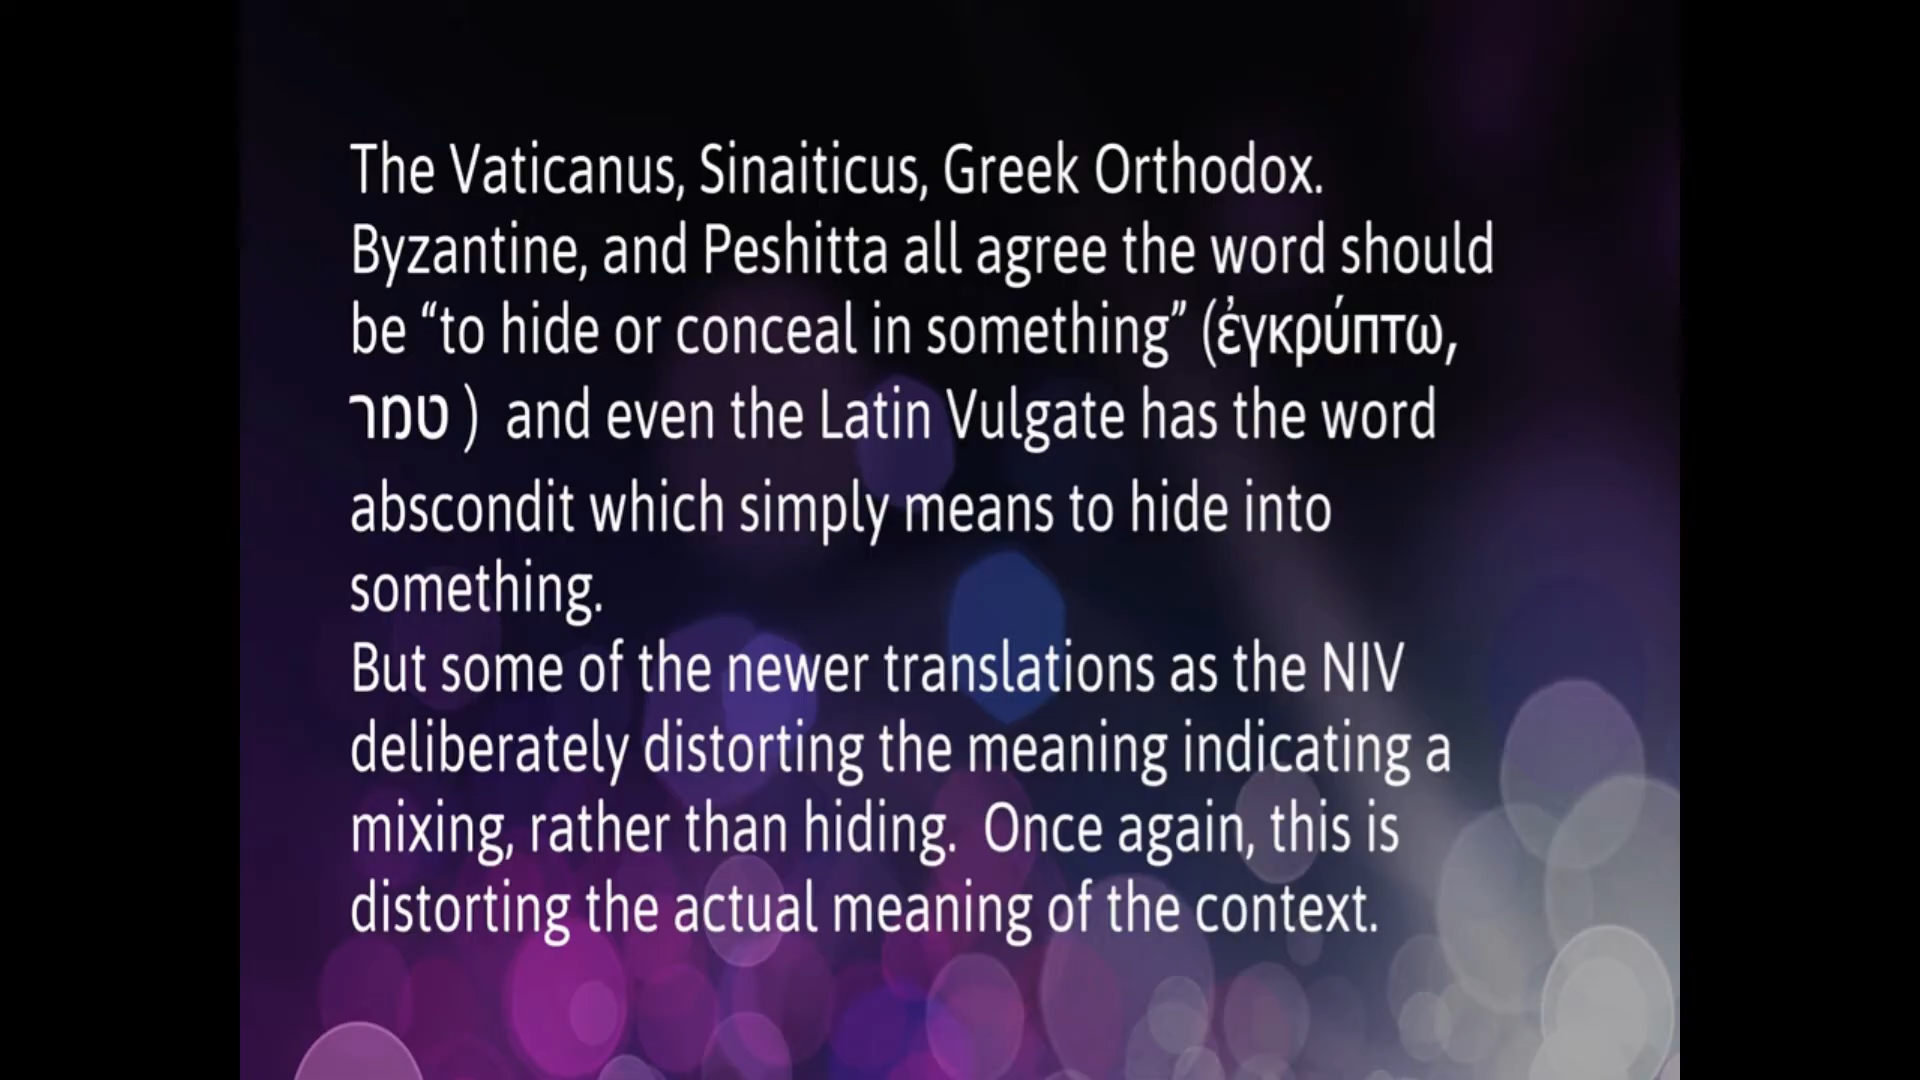 The Vaticanus, Sinaiticus, Greek Orthodox.
Byzantine, and Peshitta all agree the word should
be “to hide or conceal in something” (ἐγκρύπτω,
טמר )  and even the Latin Vulgate has the word
abscondit which simply means to hide into
something.
But some of the newer translations as the NIV
deliberately distorting the meaning indicating a
mixing, rather than hiding.  Once again, this is
distorting the actual meaning of the context.